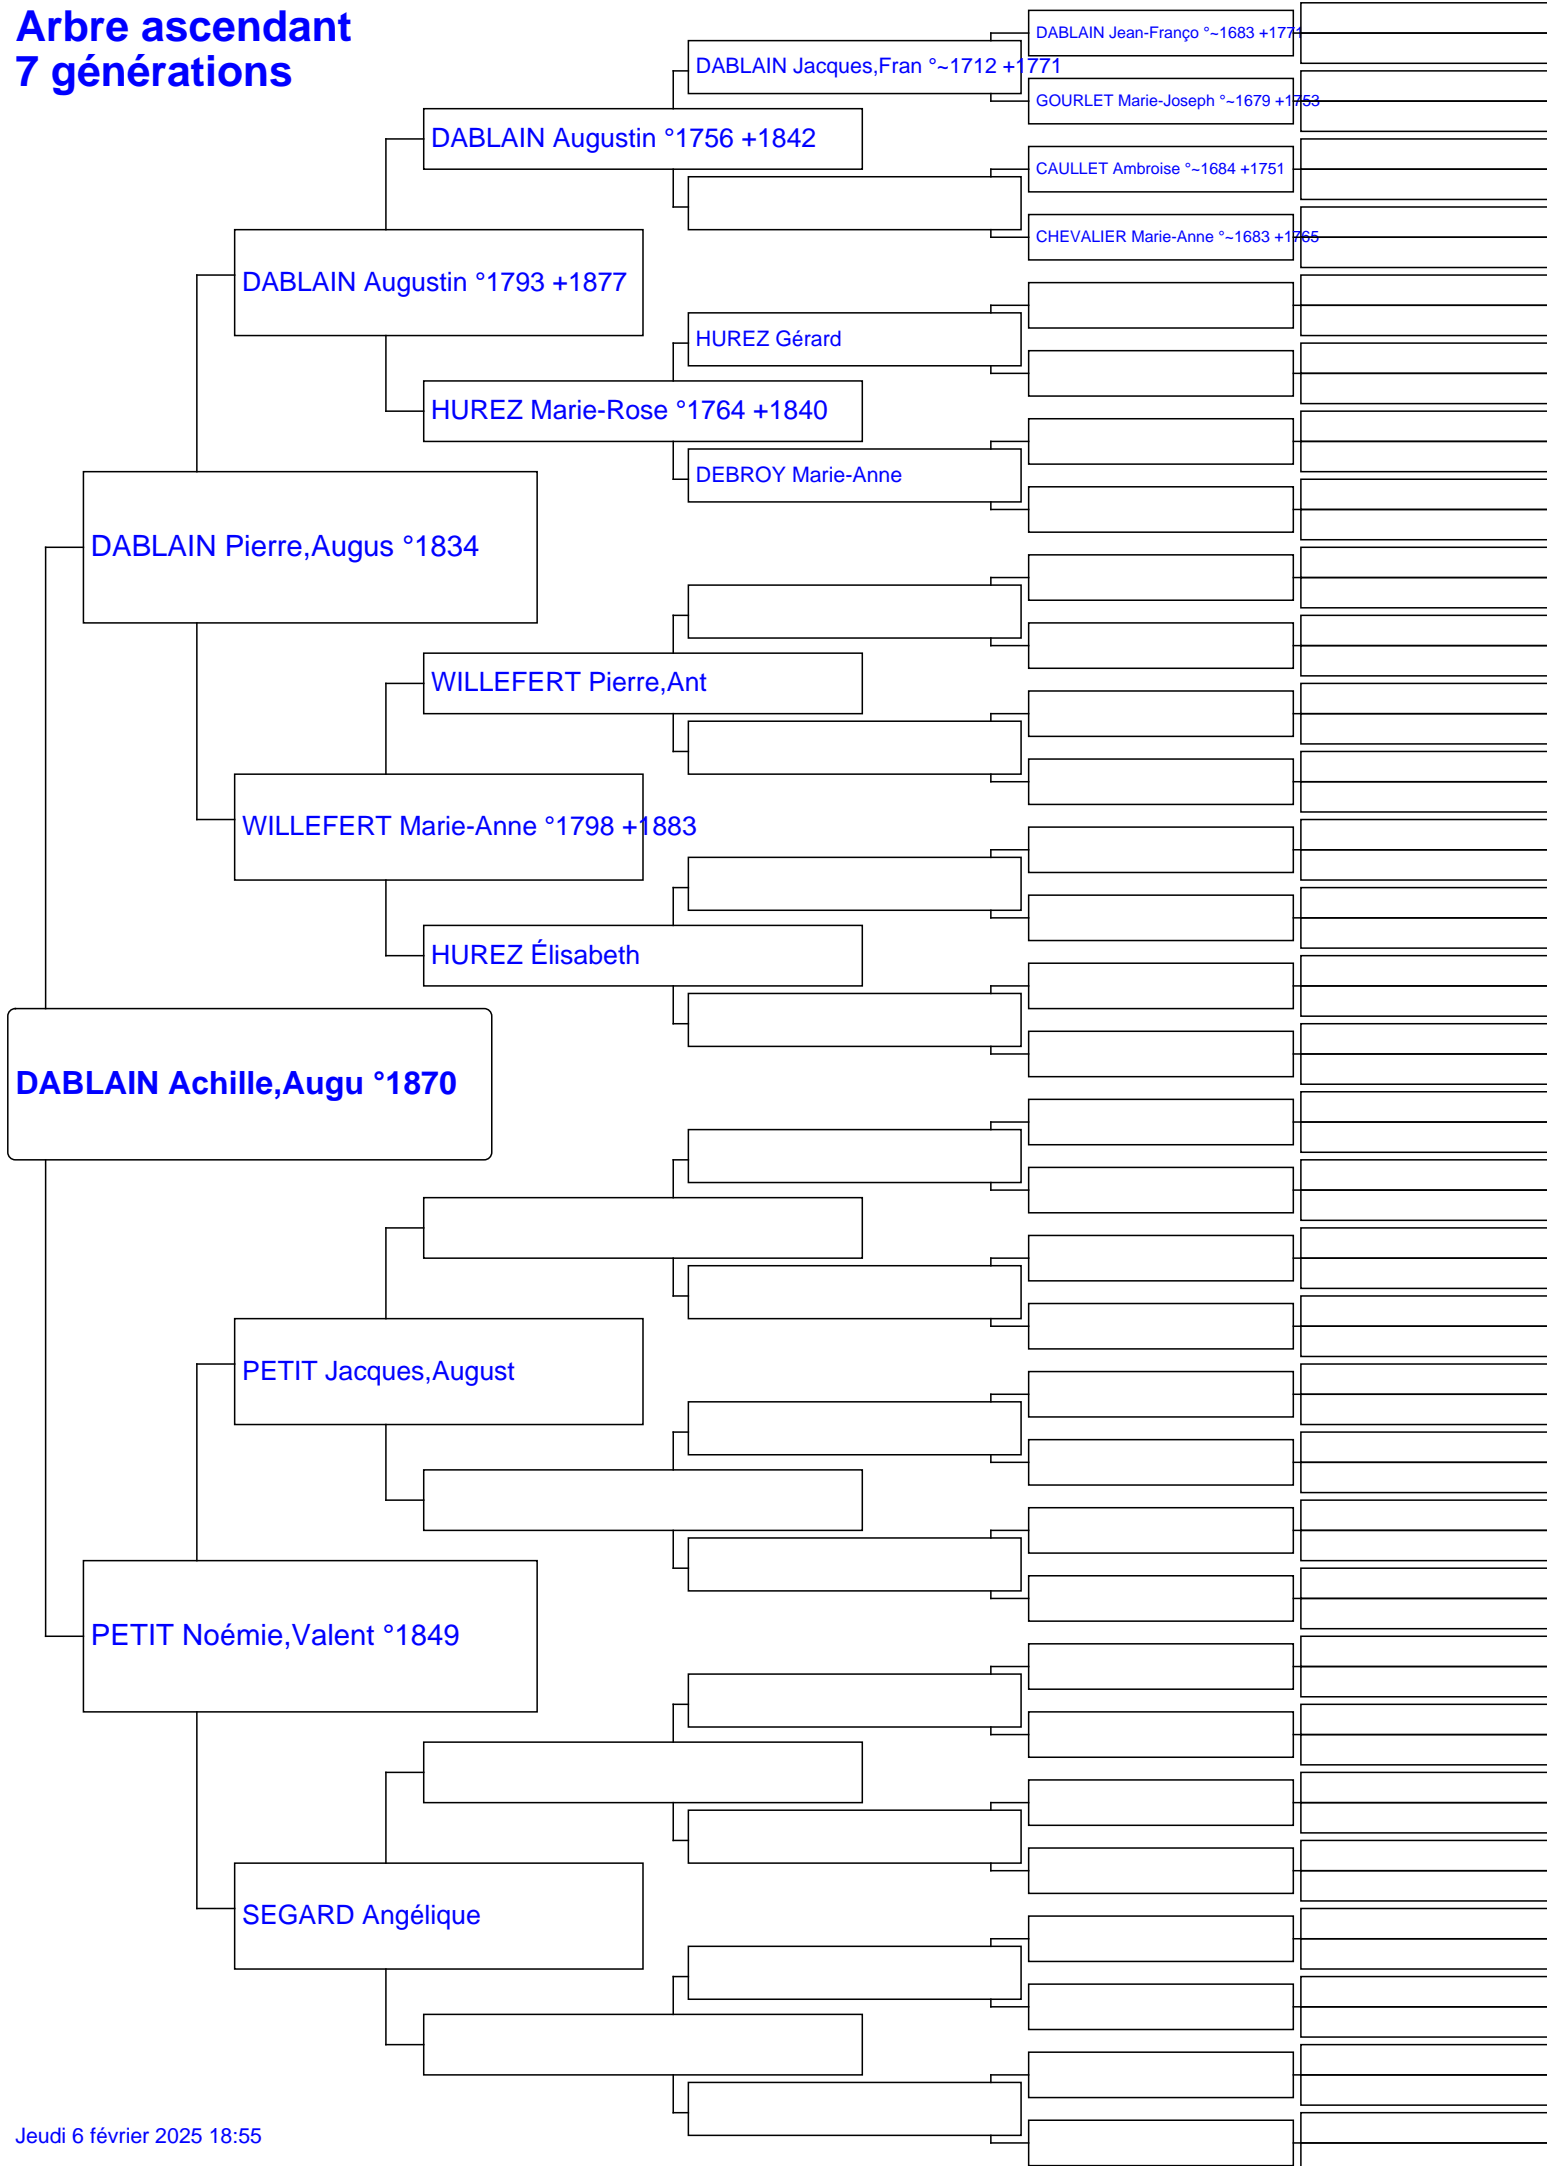 Arbre ascendant
7 générations
DABLAIN Jean-Franço °~1683 +1771
DABLAIN Jacques,Fran °~1712 +1771
GOURLET Marie-Joseph °~1679 +1753
DABLAIN Augustin °1756 +1842
CAULLET Ambroise °~1684 +1751
CHEVALIER Marie-Anne °~1683 +1765
DABLAIN Augustin °1793 +1877
HUREZ Gérard
HUREZ Marie-Rose °1764 +1840
DEBROY Marie-Anne
DABLAIN Pierre,Augus °1834
WILLEFERT Pierre,Ant
WILLEFERT Marie-Anne °1798 +1883
HUREZ Élisabeth
DABLAIN Achille,Augu °1870
PETIT Jacques,August
PETIT Noémie,Valent °1849
SEGARD Angélique
Jeudi 6 février 2025 18:55